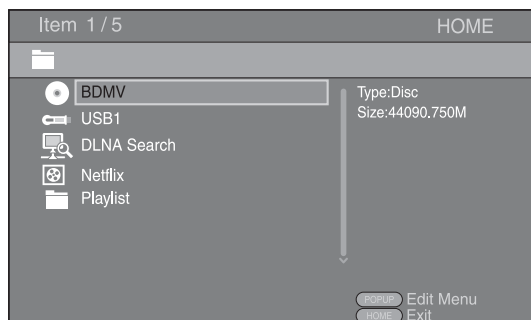 Item 1/5 HOME
BDMV
Type:Disc
USB1
Size:44090.750M
DLNA Search
Netflix
Playlist
POPUP Edit Menu
HOME Exit